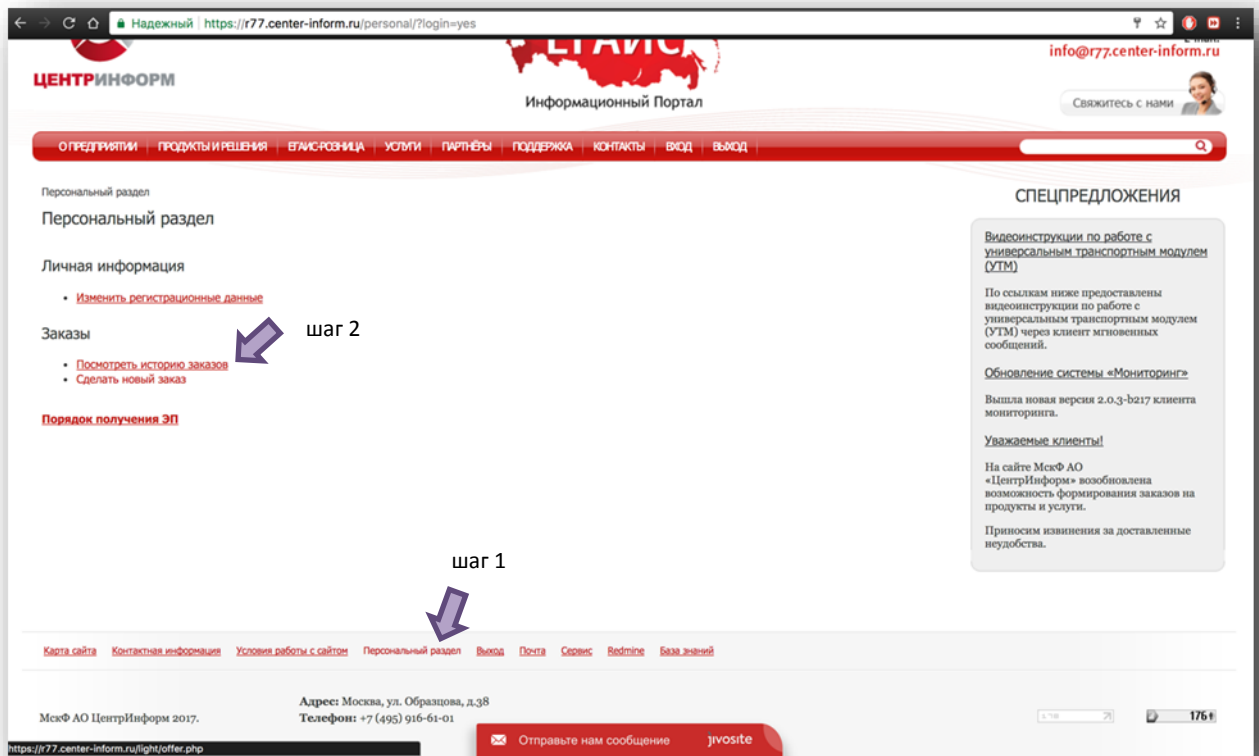 Надежный https://r77.center-inform.ru/personal/?login=yes
ЕГАИС
info@r77.center-inform.ru
ЦЕНТРИНФОРМ
Информационный Портал
Свяжитесь с нами
О ПРЕДПРИЯТИИ ПРОДУКТЫ И РЕШЕНИЯ ЕГАИС-РОЗНИЦА УСЛУГИ ПАРТНЁРЫ ПОДДЕРЖКА КОНТАКТЫ ВХОД ВЫХОД
Персональный раздел
Персональный раздел
Личная информация
Изменить регистрационные данные
Заказы
шаг 2
Посмотреть историю заказов
Сделать новый заказ
Порядок получения ЭП
СПЕЦПРЕДЛОЖЕНИЯ
Видеоинструкции по работе с
универсальным транспортным модулем
(УТМ)
По ссылкам ниже предоставлены
видеоинструкции по работе с
универсальным транспортным модулем
(УТМ) через клиент мгновенных
сообщений.
Обновление системы «Мониторинг»
Вышла новая версия 2.0.3-b217 клиента
мониторинга.
Уважаемые клиенты!
На сайте МскФ АО
«ЦентрИнформ» возобновлена
возможность формирования заказов на
продукты и услуги.
Приносим извинения за доставленные
неудобства.
шаг 1
Карта сайта Контактная информация Условия работы с сайтом Персональный раздел Выход Почта Сервис Redmine База знаний
Адрес: Москва, ул. Образцова, д.38
МскФ АО ЦентрИнформ 2017.
Телефон: +7 (495) 916-61-01
176
Отправьте нам сообщение jivosite
https://r77.center-inform.ru/light/offer.php